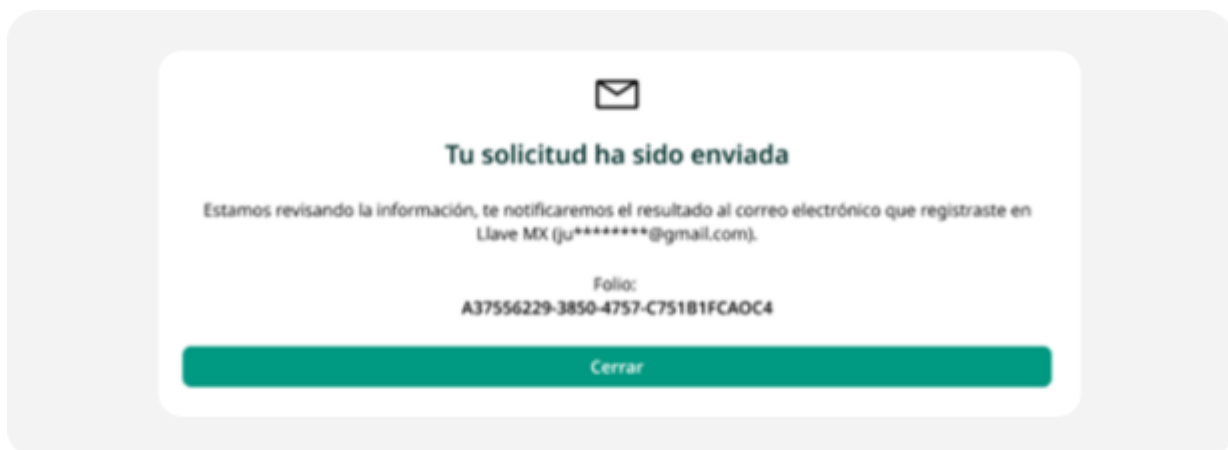 Tu solicitud ha sido enviada
Estamos revisando la información, te notificaremos el resultado al correo electrónico que registraste en
Llave MX (ju********@gmail.com).
Folio:
A37556229-3850-4757-C751B1FCAOC4
Cerrar